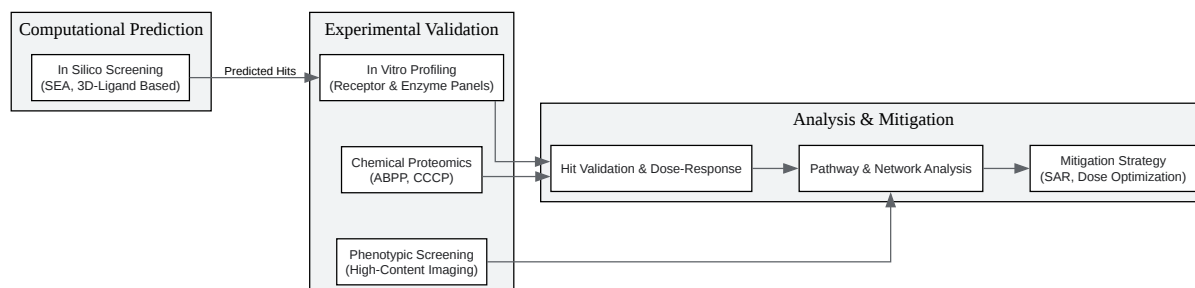 Computational Prediction
In Silico Screening
(SEA, 3D-Ligand Based)
Predicted Hits
Experimental Validation
In Vitro Profiling
(Receptor & Enzyme Panels)
Chemical Proteomics
(ABPP, CCCP)
Phenotypic Screening
(High-Content Imaging)
Analysis & Mitigation
Hit Validation & Dose-Response
Pathway & Network Analysis
Mitigation Strategy
(SAR, Dose Optimization)